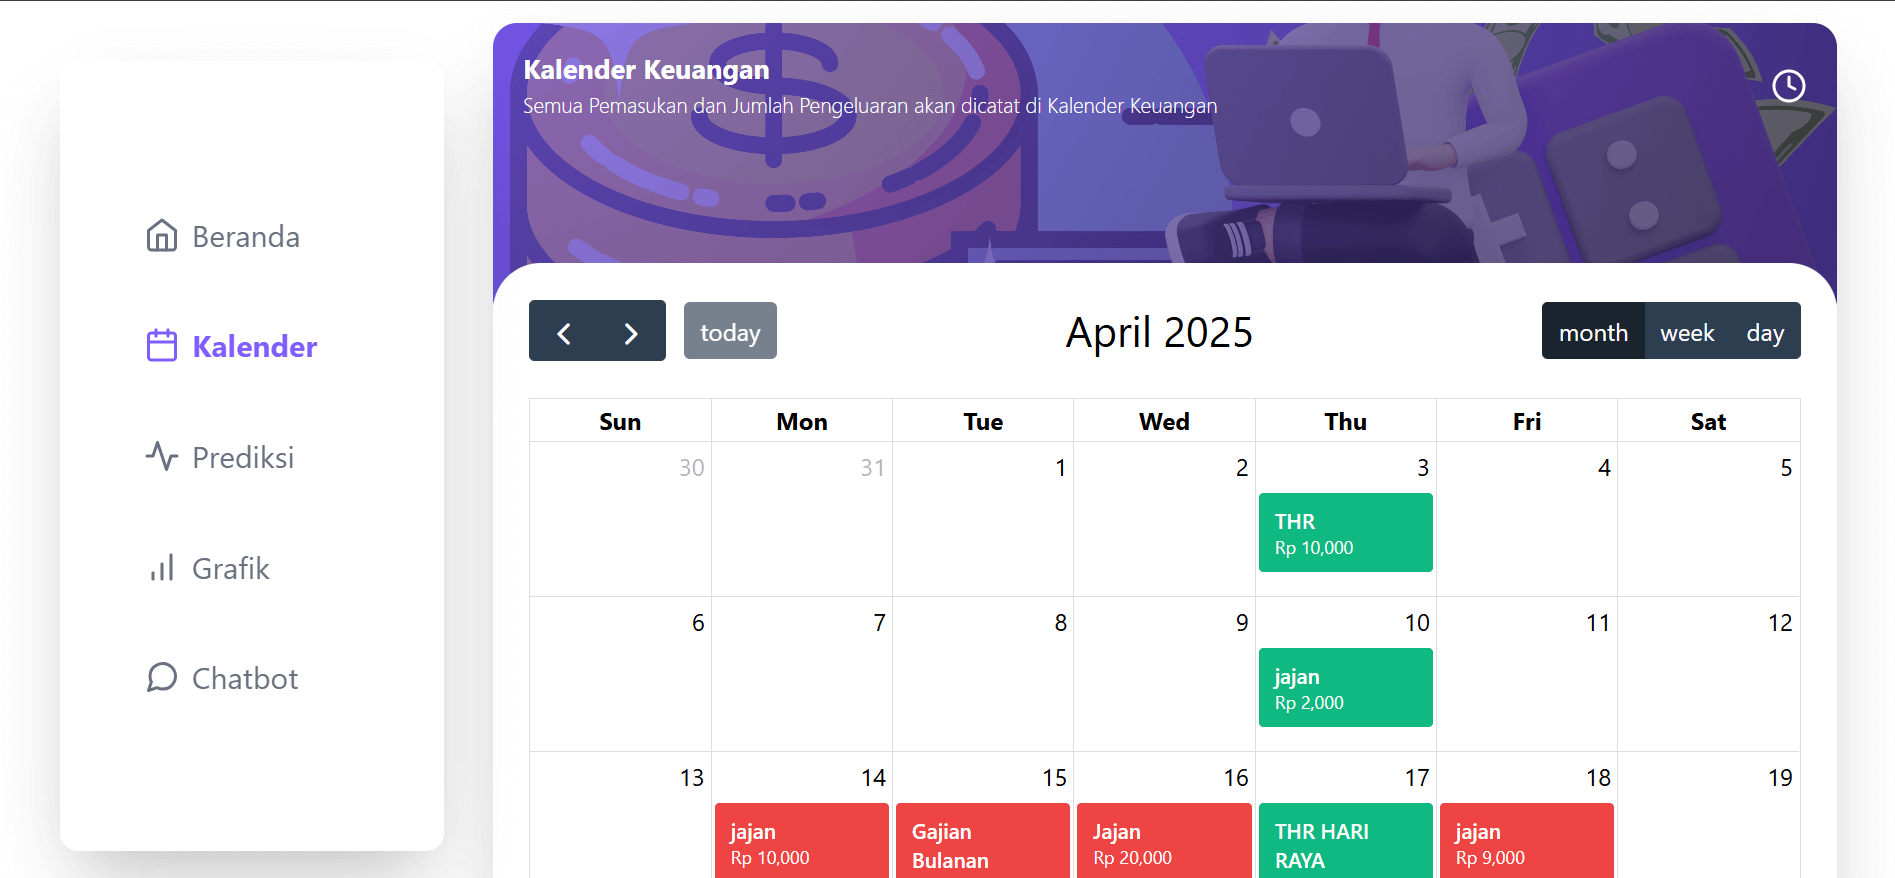 Kalender Keuangan
Semua Pemasukan dan Jumlah Pengeluaran akan dicatat di Kalender Keuangan
Beranda
Kalender
Prediksi
Grafik
Chatbot
today
April 2025
month week day
Sun Mon Tue Wed Thu Fri Sat
30 31 1 2 3 4 5
THR
Rp 10,000
6 7 8 9 10 11 12
jajan
Rp 2,000
13 14 15 16 17 18 19
jajan
Rp 10,000
Gajian
Bulanan
Jajan
Rp 20,000
THR HARI
RAYA
jajan
Rp 9,000